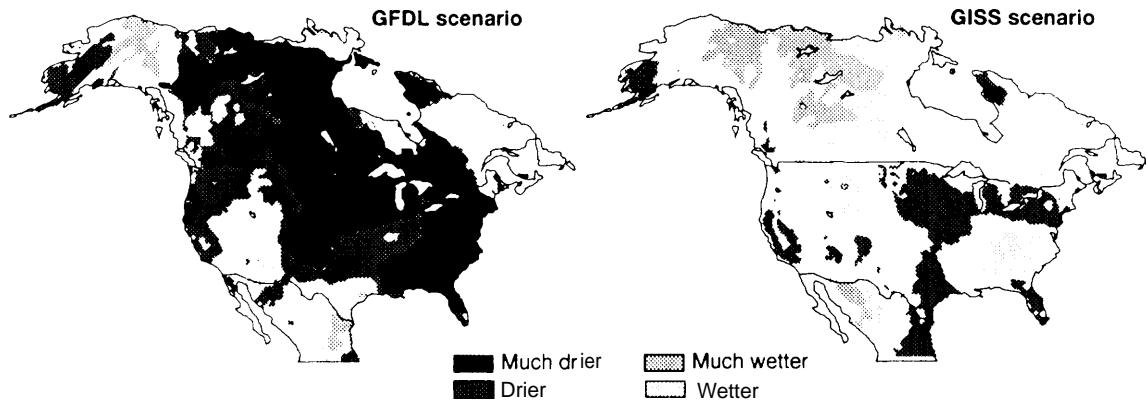 GFDL scenario
GISS scenario
Much drier
Drier
Much wetter
Wetter